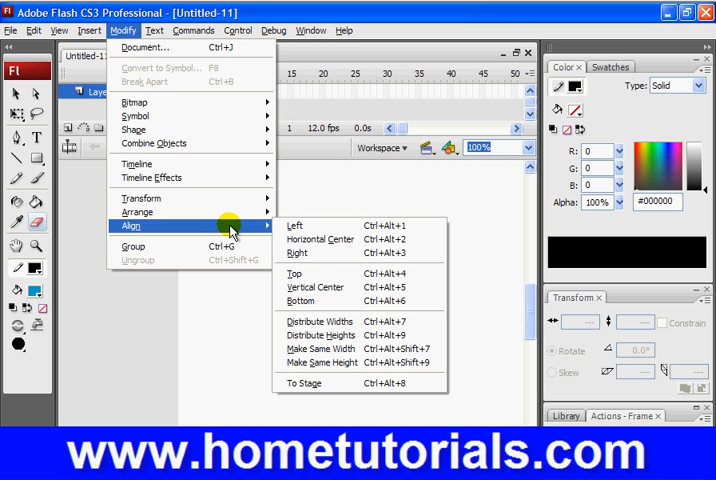 Adobe Flash CS3 Professional - [Untitled-11]
File Edit View Insert Modify Text Commands Control Debug Window Help
Fl
Untitled-11
Layer
15 20 25 30 35 40 45 50
1 12.0 fps 0.0s
Workspace
100%
Document... Ctrl+J
Convert to Symbol... F8
Break Apart Ctrl+B
Bitmap
Symbol
Shape
Combine Objects
Timeline
Timeline Effects
Transform
Arrange
Align
Group Ctrl+G
Ungroup Ctrl+Shift+G
Left Ctrl+Alt+1
Horizontal Center Ctrl+Alt+2
Right Ctrl+Alt+3
Top Ctrl+Alt+4
Vertical Center Ctrl+Alt+5
Bottom Ctrl+Alt+6
Distribute Widths Ctrl+Alt+7
Distribute Heights Ctrl+Alt+9
Make Same Width Ctrl+Alt+Shift+7
Make Same Height Ctrl+Alt+Shift+9
To Stage Ctrl+Alt+8
Color Swatches
Type: Solid
R: 0
G: 0
B: 0
Alpha: 100% #000000
Transform
Constrain
Rotate 0.0°
Skew
Library Actions - Frame
www.hometutorials.com